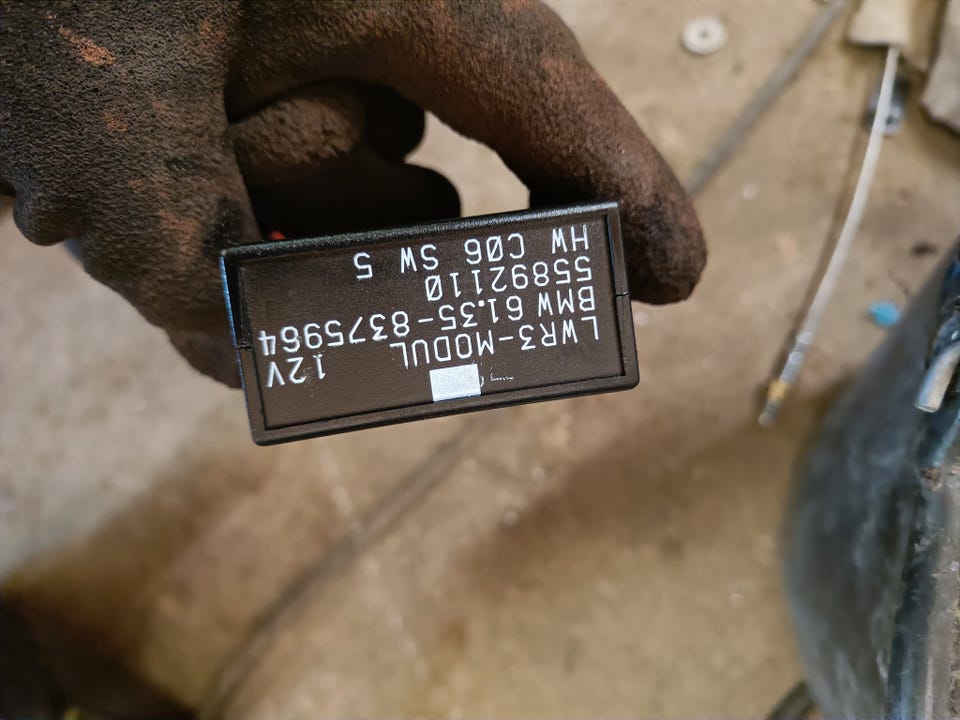 LWR3-MODUL 12V
BMW 61.35-8375964
55892110
HW C06 SW 5